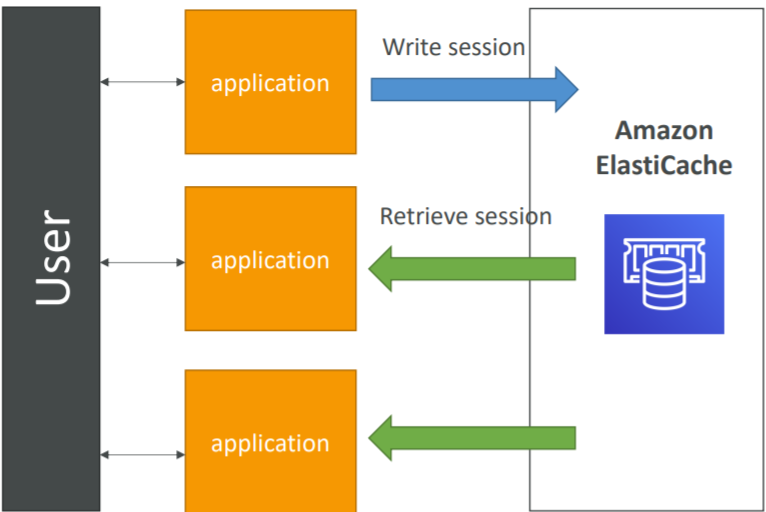 User
application
Write session
Amazon
ElastiCache
application
Retrieve session
application